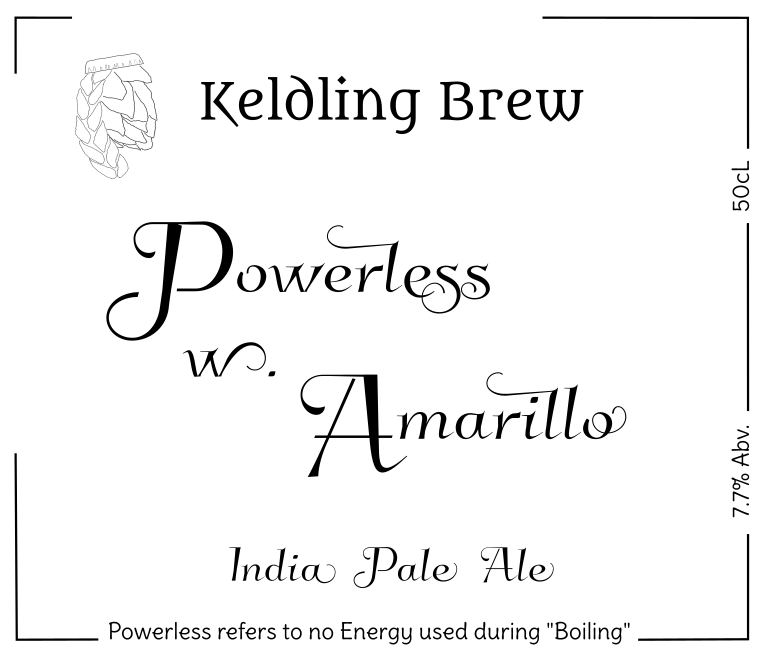 Keldling Brew
50cL
Powerless
w.
Amarillo
7.7% Abv.
India Pale Ale
Powerless refers to no Energy used during "Boiling"